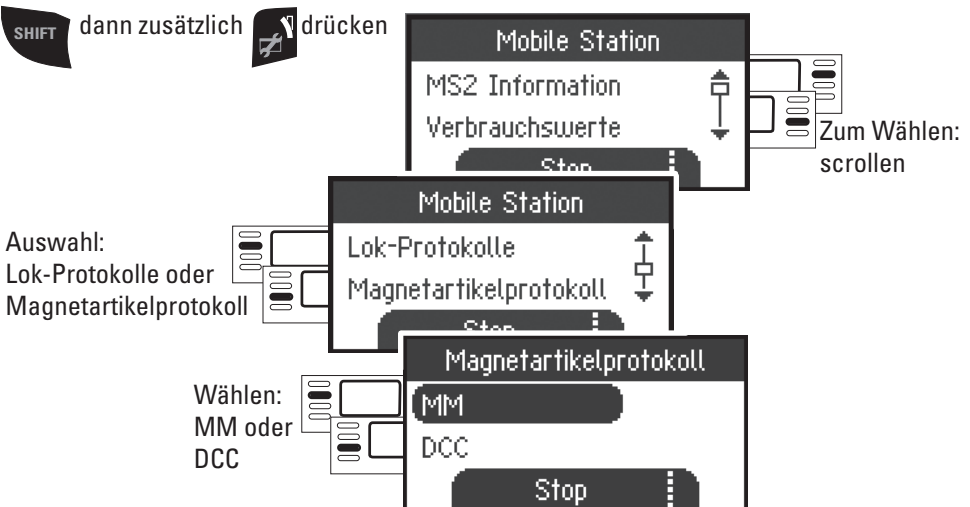 SHIFT dann zusätzlich drücken
Mobile Station
MS2 Information
Verbrauchswerte
Stop
Zum Wählen:
scrollen
Mobile Station
Auswahl:
Lok-Protokolle oder
Magnetartikelprotokoll
Lok-Protokolle
Magnetartikelprotokoll
Stop
Magnetartikelprotokoll
Wählen:
MM oder
DCC
MM
DCC
Stop